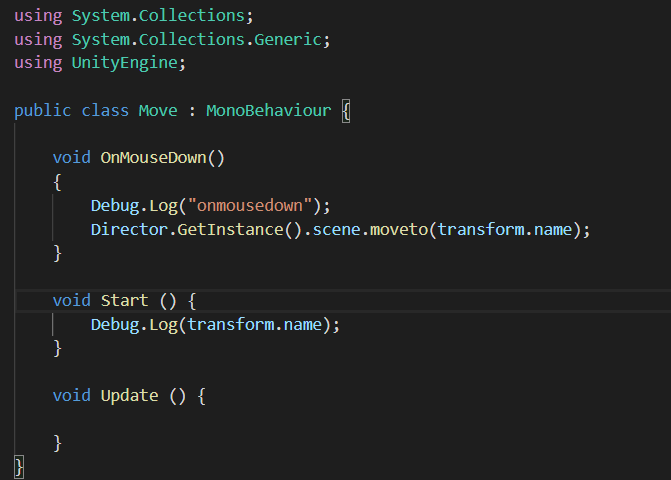 using System.Collections;
using System.Collections.Generic;
using UnityEngine;

public class Move : MonoBehaviour {

    void OnMouseDown()
    {
        Debug.Log("onmousedown");
        Director.GetInstance().scene.moveto(transform.name);
    }

    void Start () {
        Debug.Log(transform.name);
    }

    void Update () {

    }
}